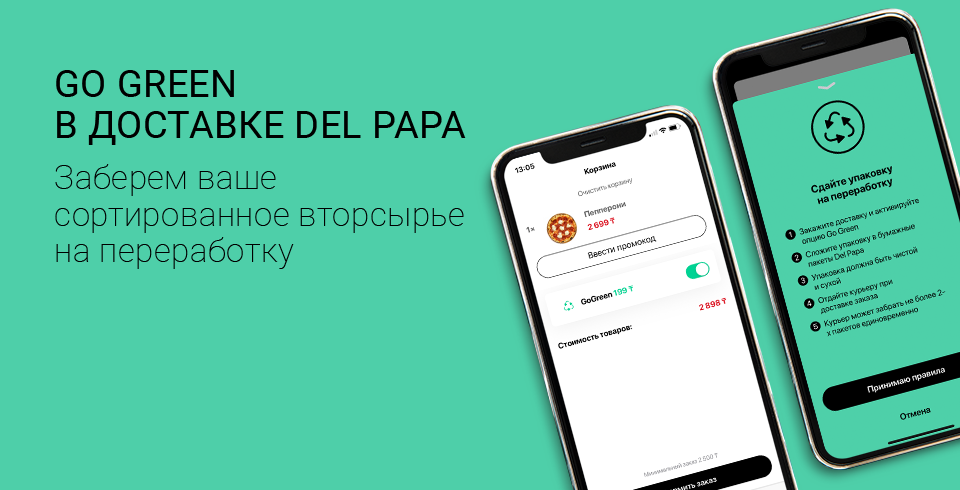 GO GREEN
В ДОСТАВКЕ DEL PAPA
Заберем ваше
сортированное вторсырье
на переработку
13:05
Корзина
Очистить корзину
1×
Пепперони
2 699 ₸
Ввести промокод
GoGreen 199 ₸
Стоимость товаров:
2 898 ₸
Минимальный заказ 2 500 ₸
заказ
Сдайте упаковку
на переработку
1 Закажите доставку и активируйте
опцию Go Green
2 Сложите упаковку в бумажные
пакеты Del Papa
3 Упаковка должна быть чистой
и сухой
4 Отдайте курьеру при
доставке заказа
5 Курьер может забрать не более 2-
х пакетов единовременно
Принимаю правила
Отмена